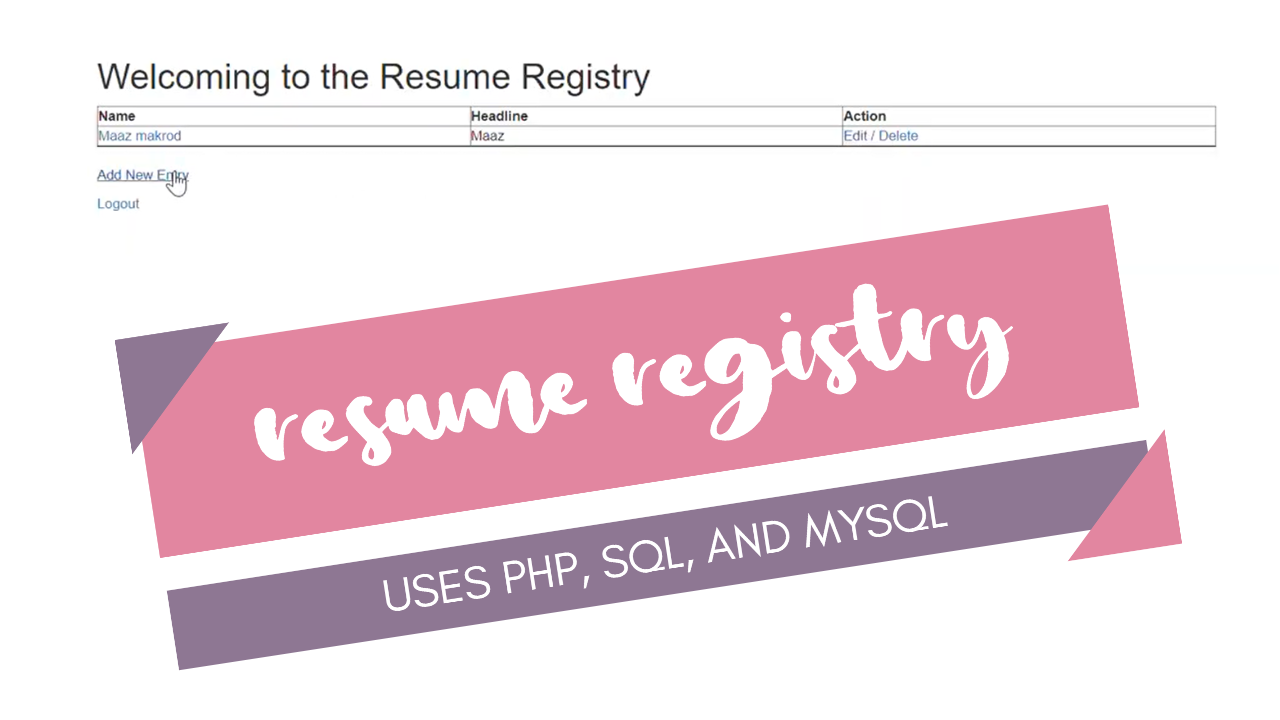 Welcoming to the Resume Registry
Name Headline Action
Maaz makrod Maaz Edit / Delete
Add New Entry
Logout
resume registry
USES PHP, SQL, AND MYSQL